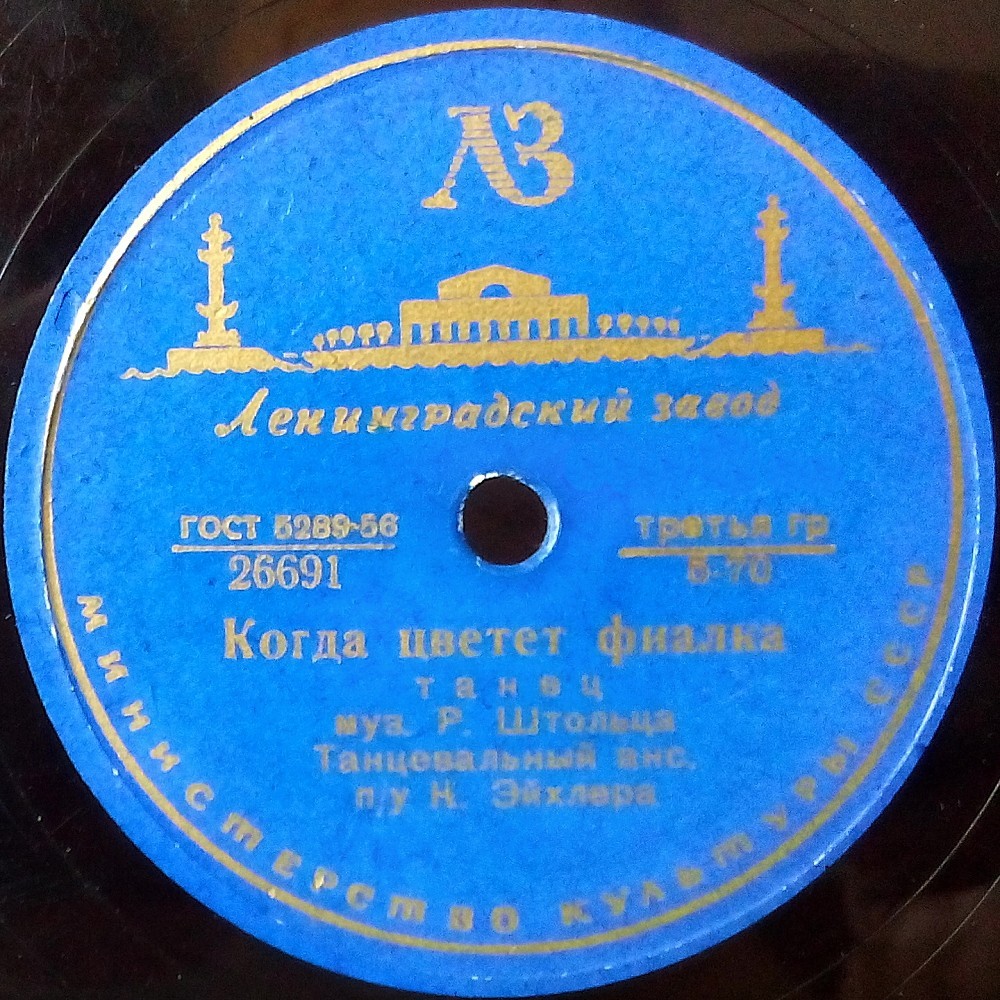 ЛЗ
Ленинградский завод
ГОСТ 5289-56
26691
третья гр
5-70
Когда цветет фиалка
танец
муз. Р. Штольца
Танцевальный анс.
п/у Н. Эйхлера
МИНИСТЕРСТВО КУЛЬТУРЫ СССР